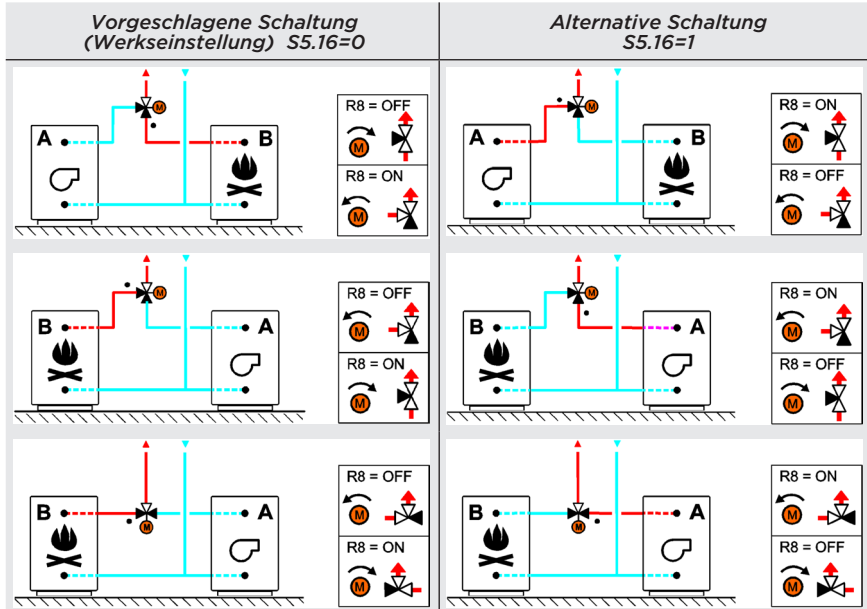 Vorgeschlagene Schaltung
(Werkseinstellung) S5.16=0
Alternative Schaltung
S5.16=1
A
M
B
R8 = OFF
M
R8 = ON
M
A
M
B
R8 = ON
M
R8 = OFF
M
B
M
A
R8 = OFF
M
R8 = ON
M
B
M
A
R8 = ON
M
R8 = OFF
M
B
M
A
R8 = OFF
M
R8 = ON
M
B
M
A
R8 = ON
M
R8 = OFF
M